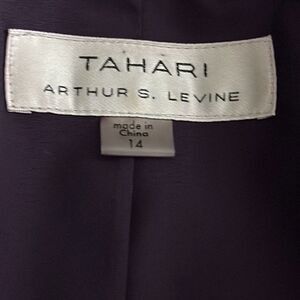 TAHARI
ARTHUR S. LEVINE
made in
China
14